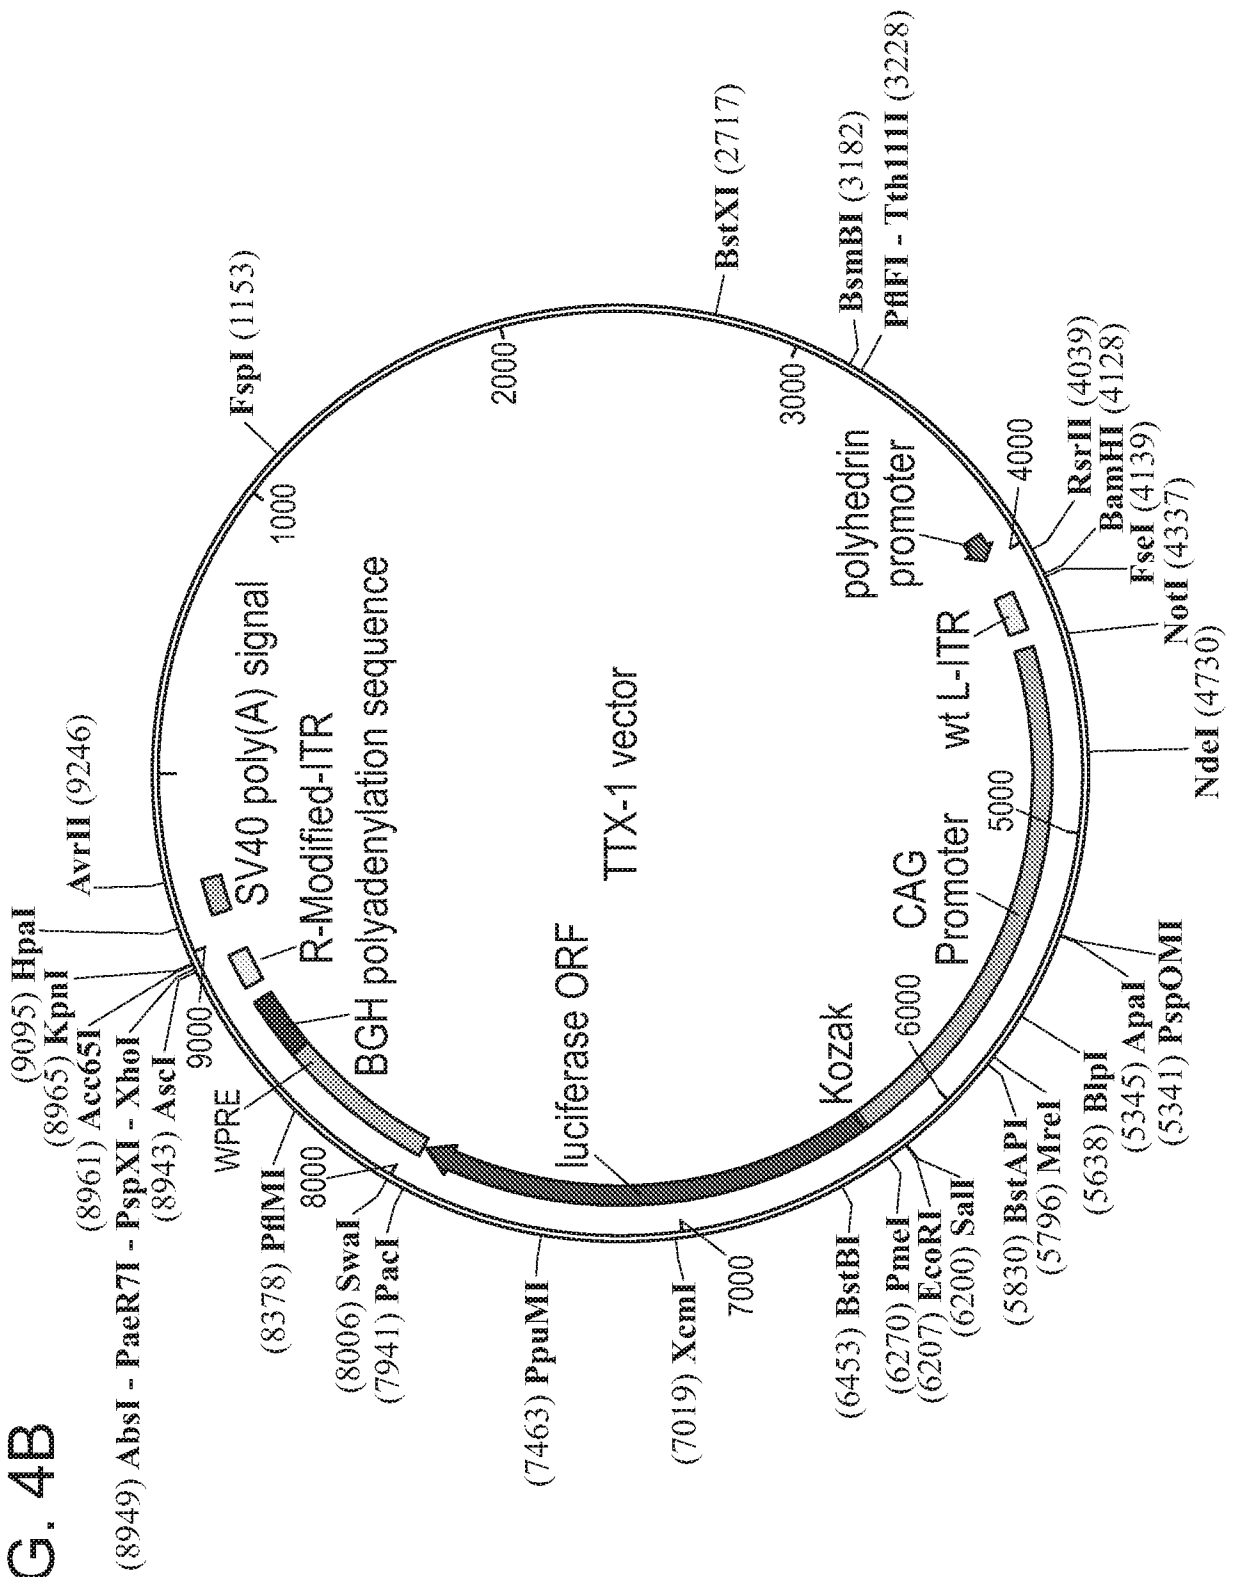 G. 4B
AvrII (9246)
(9095) HpaI
(8965) KpnI
(8961) Acc65I
(8949) AbsI - PaeR7I - PspXI - XhoI
(8943) AscI
9000
(8378) PflMI
8000
(8006) SwaI
(7941) PacI
(7463) PpuMI
(7019) XcmI
7000
(6453) BstBI
(6270) PmeI
(6207) EcoRI
(6200) SalI
6000
(5830) BstAPI
(5796) MreI
(5638) BlpI
(5345) ApaI
(5341) PspOMI
5000
NdeI (4730)
NotI (4337)
FseI (4139)
BamHI (4128)
RsrII (4039)
4000
PflFI - Tth111I (3228)
BsmBI (3182)
3000
BstXI (2717)
2000
FspI (1153)
1000
SV40 poly(A) signal
R-Modified-ITR
BGH polyadenylation sequence
WPRE
luciferase ORF
Kozak
CAG
Promoter
wt L-ITR
polyhedrin
promoter
TTX-1 vector